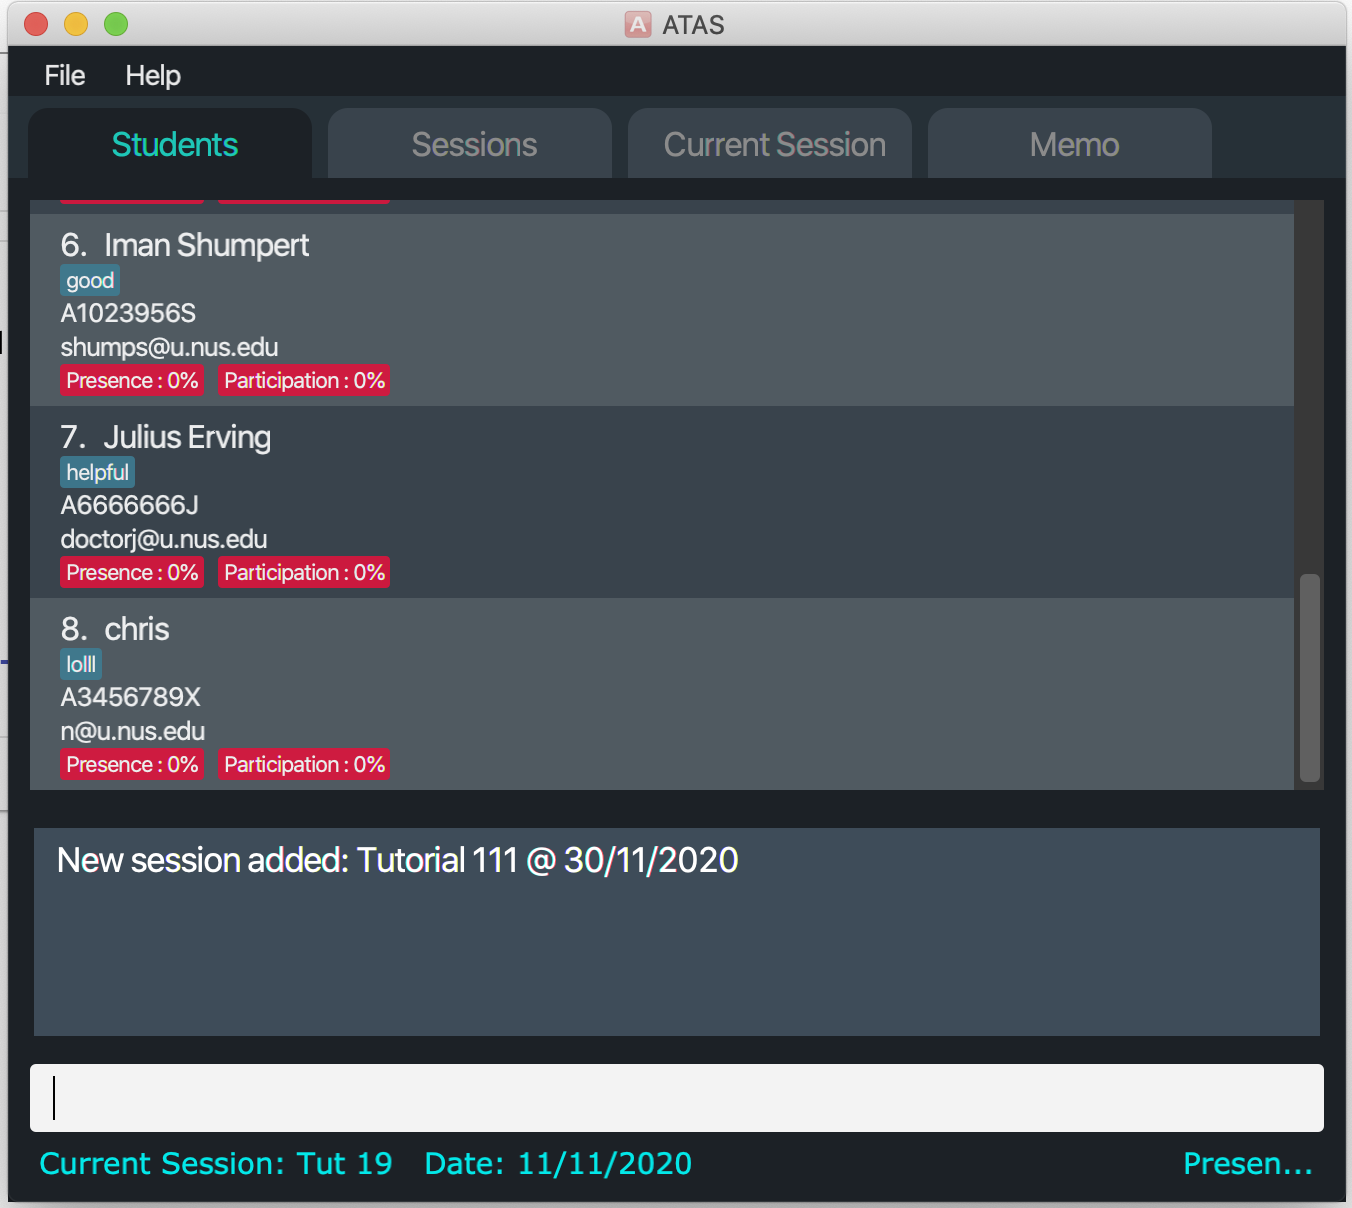 A ATAS
File Help
Students Sessions Current Session Memo
6. Iman Shumpert
good
A1023956S
shumps@u.nus.edu
Presence : 0% Participation : 0%
7. Julius Erving
helpful
A6666666J
doctorj@u.nus.edu
Presence : 0% Participation : 0%
8. chris
lolll
A3456789X
n@u.nus.edu
Presence : 0% Participation : 0%
New session added: Tutorial 111 @ 30/11/2020
Current Session: Tut 19 Date: 11/11/2020 Presen...